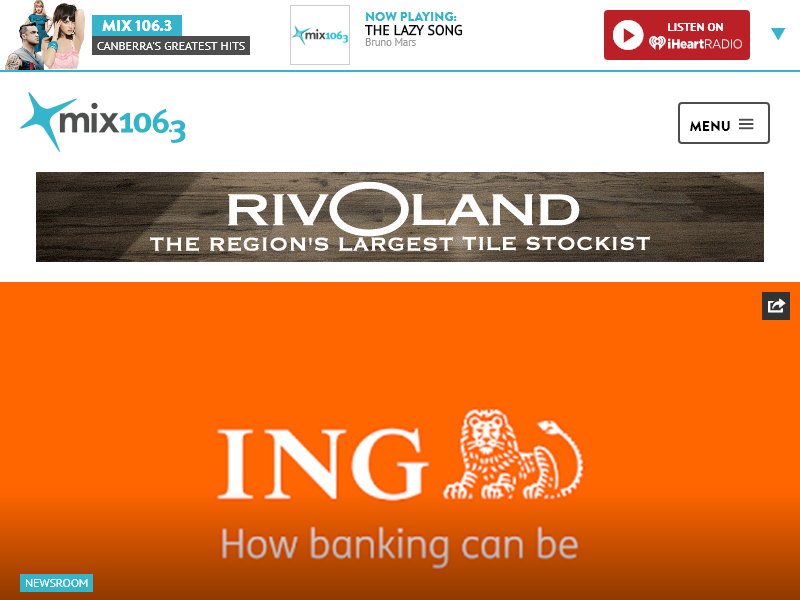 MIX 106.3
CANBERRA'S GREATEST HITS
mix106.3
NOW PLAYING:
THE LAZY SONG
Bruno Mars
LISTEN ON
iHeartRADIO
mix106.3
MENU
RIVOLAND
THE REGION'S LARGEST TILE STOCKIST
ING
How banking can be
NEWSROOM